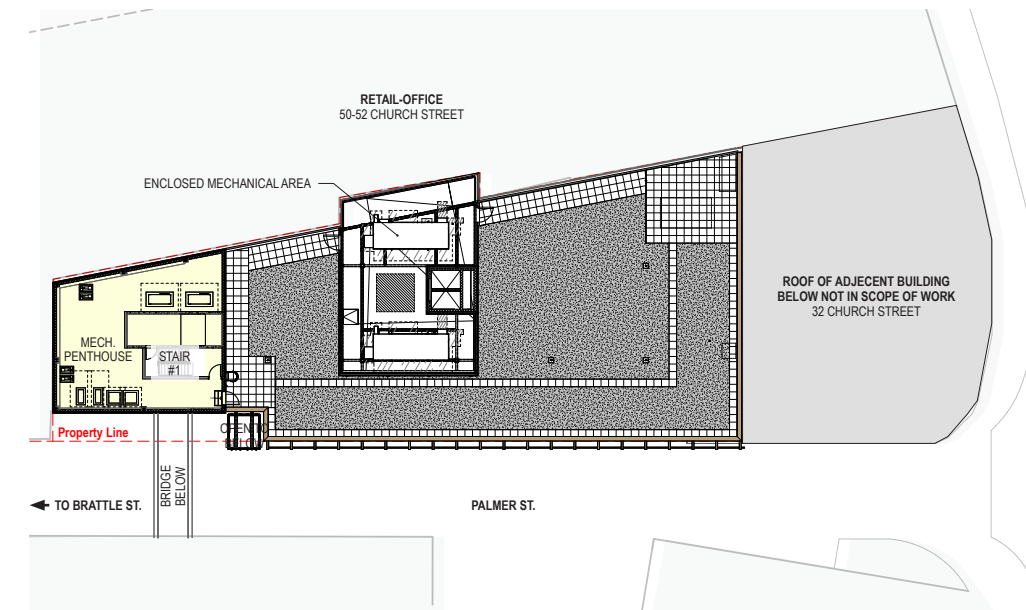 RETAIL-OFFICE
50-52 CHURCH STREET
ENCLOSED MECHANICAL AREA
ROOF OF ADJECENT BUILDING
BELOW NOT IN SCOPE OF WORK
32 CHURCH STREET
MECH.
PENTHOUSE
STAIR
#1
Property Line
BRIDGE
BELOW
TO BRATTLE ST.
PALMER ST.